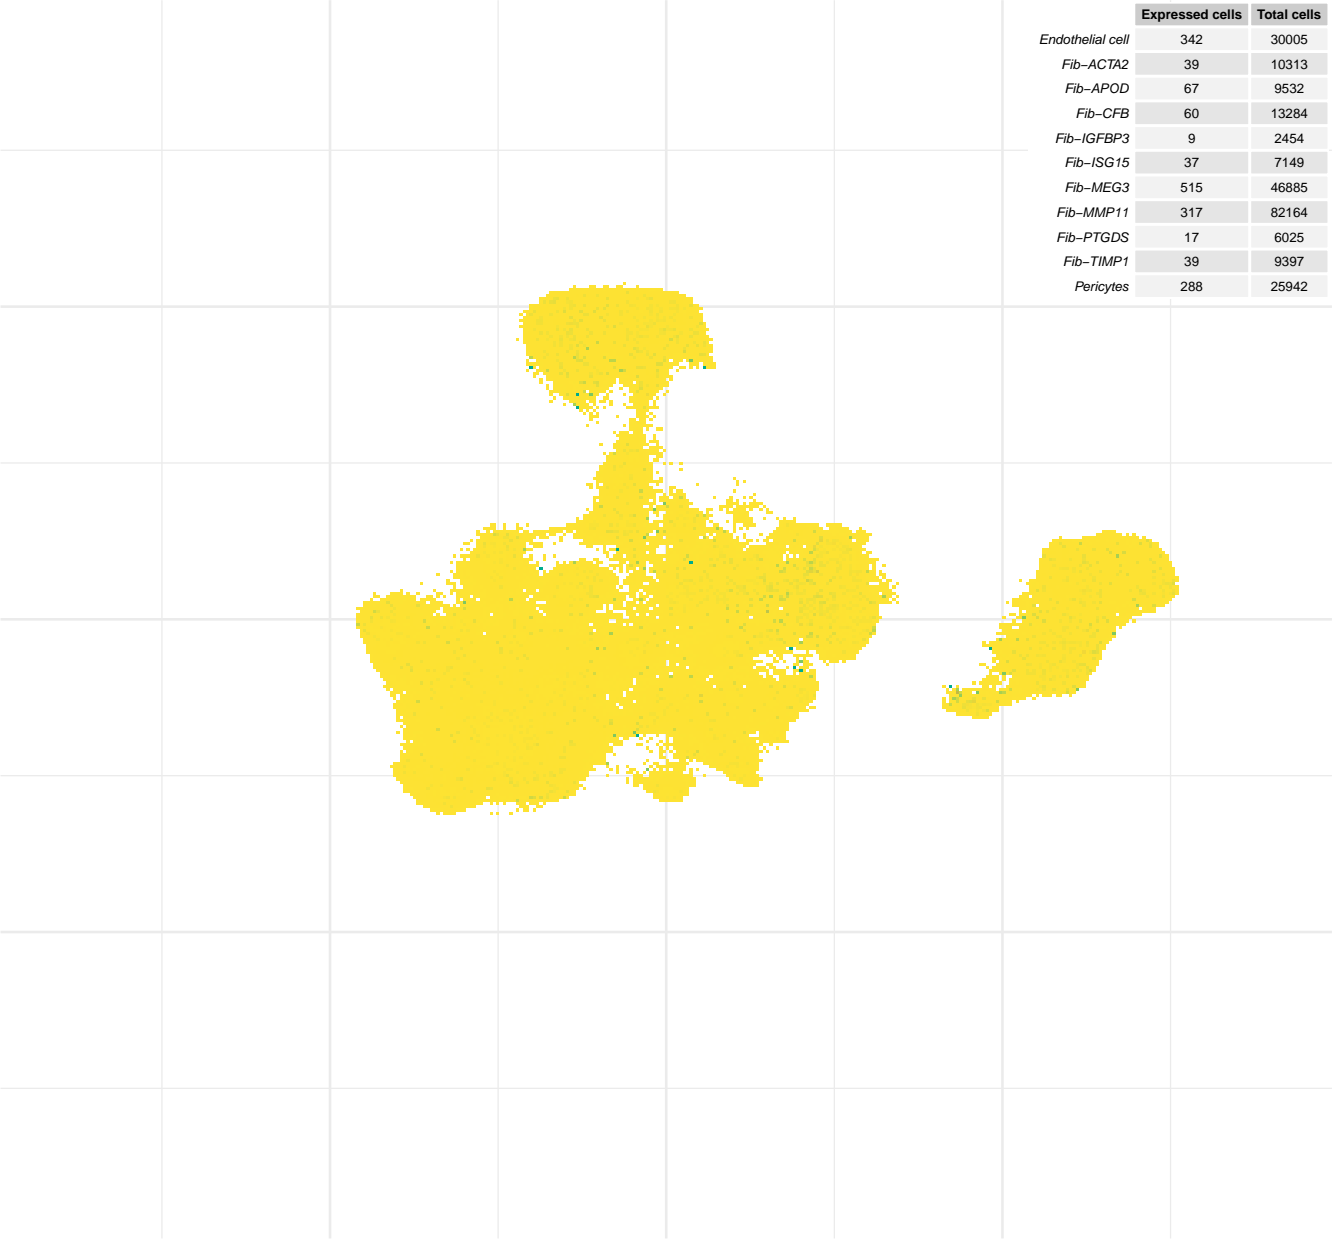 Expressed cells Total cells
Endothelial cell 342 30005
Fib−ACTA2 39 10313
Fib−APOD 67 9532
Fib−CFB 60 13284
Fib−IGFBP3 9 2454
Fib−ISG15 37 7149
Fib−MEG3 515 46885
Fib−MMP11 317 82164
Fib−PTGDS 17 6025
Fib−TIMP1 39 9397
Pericytes 288 25942